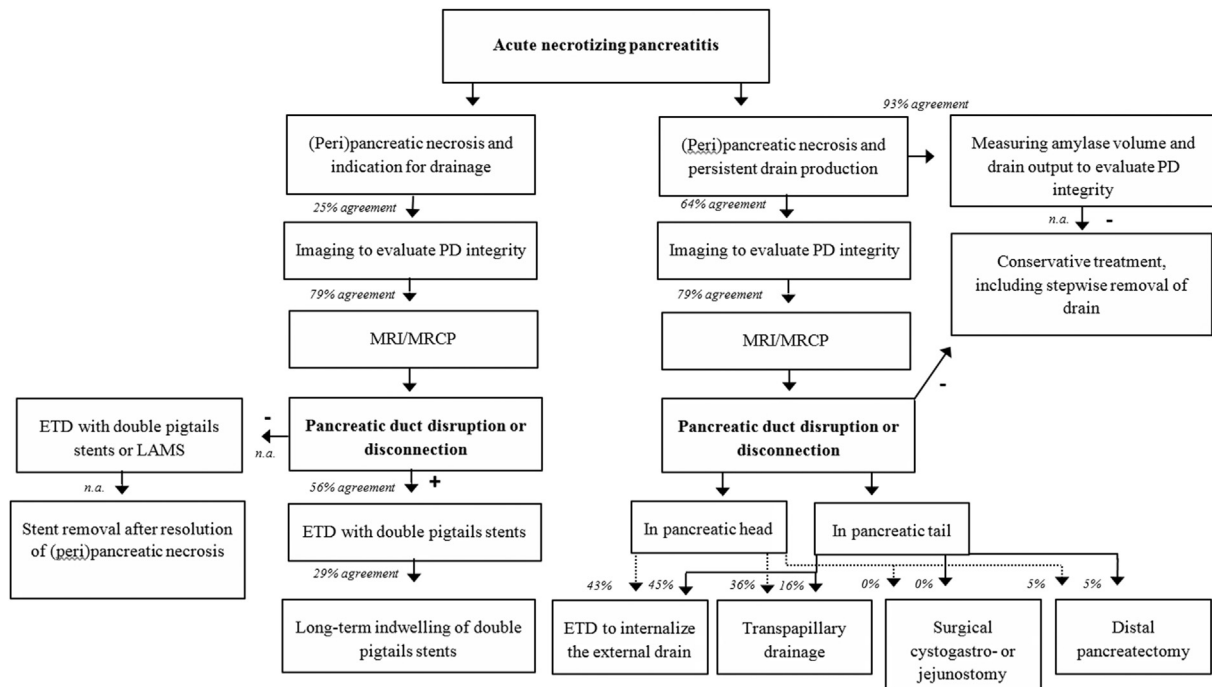 Acute necrotizing pancreatitis
93% agreement
(Peri)pancreatic necrosis and
indication for drainage
(Peri)pancreatic necrosis and
persistent drain production
Measuring amylase volume and
drain output to evaluate PD
integrity
25% agreement
64% agreement
n.a.
-
Imaging to evaluate PD integrity
Imaging to evaluate PD integrity
Conservative treatment,
including stepwise removal of
drain
79% agreement
79% agreement
MRI/MRCP
MRI/MRCP
-
ETD with double pigtails
stents or LAMS
-
n.a.
Pancreatic duct disruption or
disconnection
Pancreatic duct disruption or
disconnection
n.a.
56% agreement
+
Stent removal after resolution
of (peri)pancreatic necrosis
ETD with double pigtails stents
In pancreatic head
In pancreatic tail
29% agreement
43%
45%
36%
16%
0%
0%
5%
5%
Long-term indwelling of double
pigtails stents
ETD to internalize
the external drain
Transpapillary
drainage
Surgical
cystogastro- or
jejunostomy
Distal
pancreatectomy